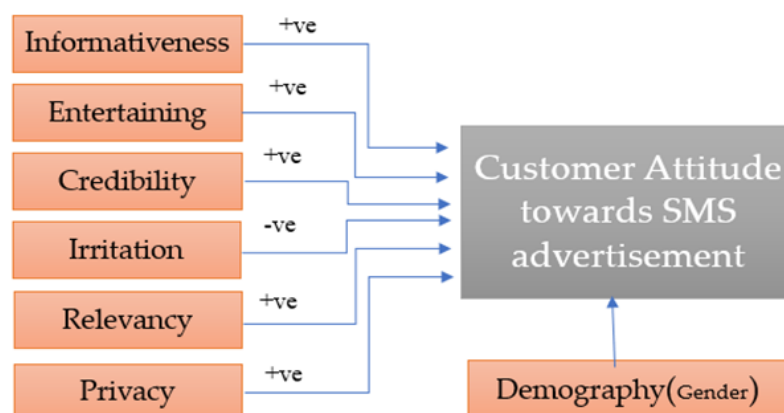 Informativeness
+ve
Entertaining
+ve
Credibility
+ve
Irritation
-ve
Relevancy
+ve
Privacy
+ve
Customer Attitude
towards SMS
advertisement
Demography(Gender)